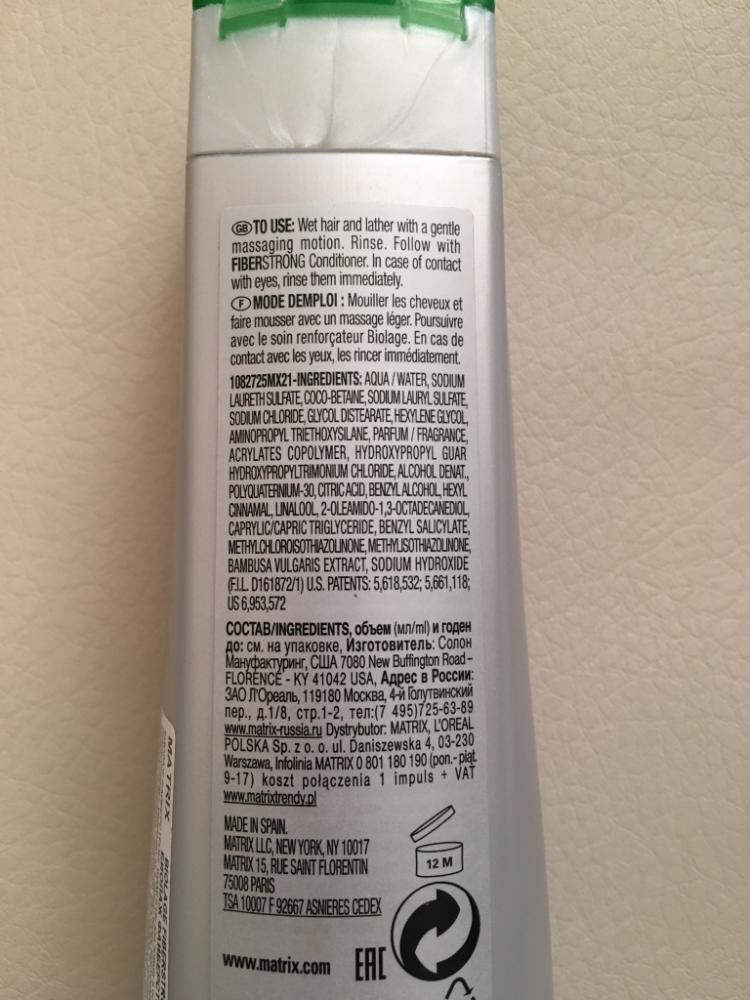 GB TO USE: Wet hair and lather with a gentle
massaging motion. Rinse. Follow with
FIBERSTRONG Conditioner. In case of contact
with eyes, rinse them immediately.
F MODE DEMPLOI : Mouiller les cheveux et
faire mousser avec un massage léger. Poursuivre
avec le soin renforçateur Biolage. En cas de
contact avec les yeux, les rincer immédiatement.
1082725MX21-INGREDIENTS: AQUA / WATER, SODIUM
LAURETH SULFATE, COCO-BETAINE, SODIUM LAURYL SULFATE,
SODIUM CHLORIDE, GLYCOL DISTEARATE, HEXYLENE GLYCOL,
AMINOPROPYL TRIETHOXYSILANE, PARFUM / FRAGRANCE,
ACRYLATES COPOLYMER, HYDROXYPROPYL GUAR
HYDROXYPROPYLTRIMONIUM CHLORIDE, ALCOHOL DENAT.,
POLYQUATERNIUM-30, CITRIC ACID, BENZYL ALCOHOL, HEXYL
CINNAMAL, LINALOOL, 2-OLEAMIDO-1,3-OCTADECANEDIOL,
CAPRYLIC/CAPRIC TRIGLYCERIDE, BENZYL SALICYLATE,
METHYLCHLOROISOTHIAZOLINONE, METHYLISOTHIAZOLINONE,
BAMBUSA VULGARIS EXTRACT, SODIUM HYDROXIDE
(F.I.L. D161872/1) U.S. PATENTS: 5,618,532; 5,661,118;
US 6,953,572
СОСТАВ/INGREDIENTS, объем (мл/ml) и годен
до: см. на упаковке, Изготовитель: Солон
Мануфактуринг, США 7080 New Buffington Road –
FLORENCE - KY 41042 USA, Адрес в России:
ЗАО Л'Ореаль, 119180 Москва, 4-й Голутвинский
пер., д.1/8, стр.1-2, тел:(7 495)725-63-89
www.matrix-russia.ru Dystrybutor: MATRIX, L'OREAL
POLSKA Sp. z o. o. ul. Daniszewska 4, 03-230
Warszawa, Infolinia MATRIX 0 801 180 190 (pon.- piąt.
9-17) koszt połączenia 1 impuls + VAT
www.matrixtrendy.pl
MADE IN SPAIN.
MATRIX LLC, NEW YORK, NY 10017
MATRIX 15, RUE SAINT FLORENTIN
75008 PARIS
TSA 10007 F 92667 ASNIERES CEDEX
12 M
www.matrix.com
EAC
MATRIX